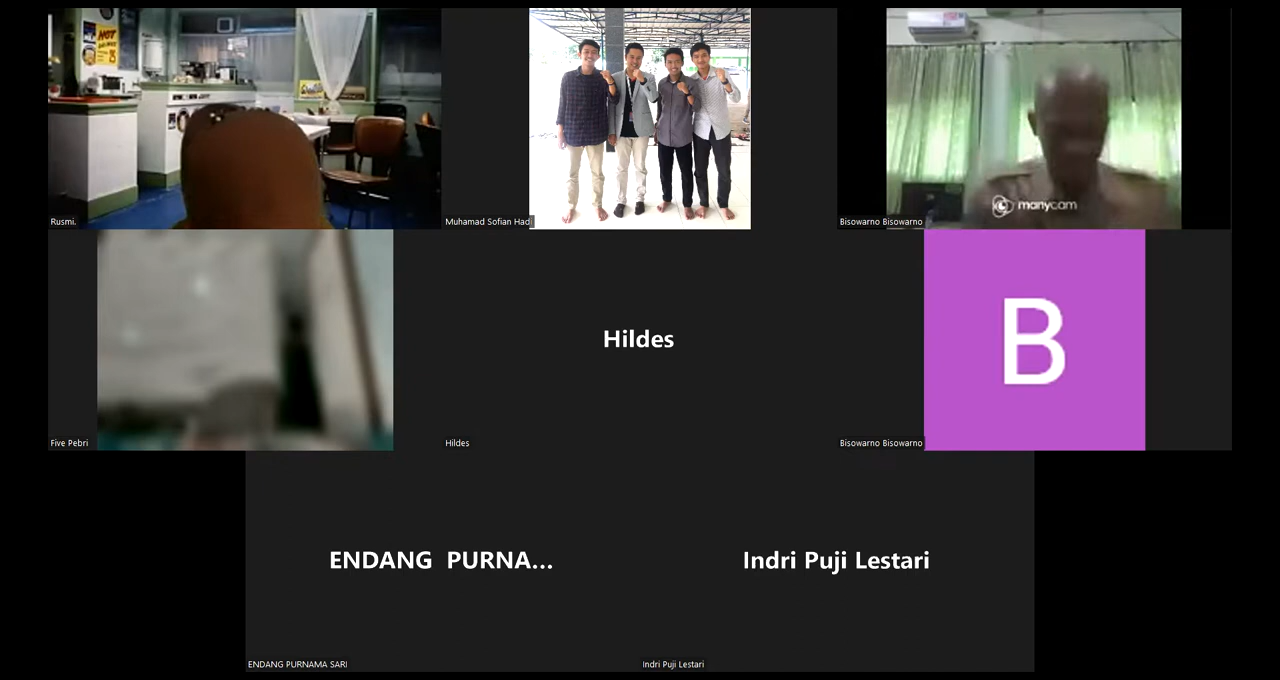 HOT
Rusmi.
Muhamad Sofian Hadi
manycam
Bisowarno Bisowarno
Five Pebri
Hildes
Hildes
B
Bisowarno Bisowarno
ENDANG PURNA...
ENDANG PURNAMA SARI
Indri Puji Lestari
Indri Puji Lestari